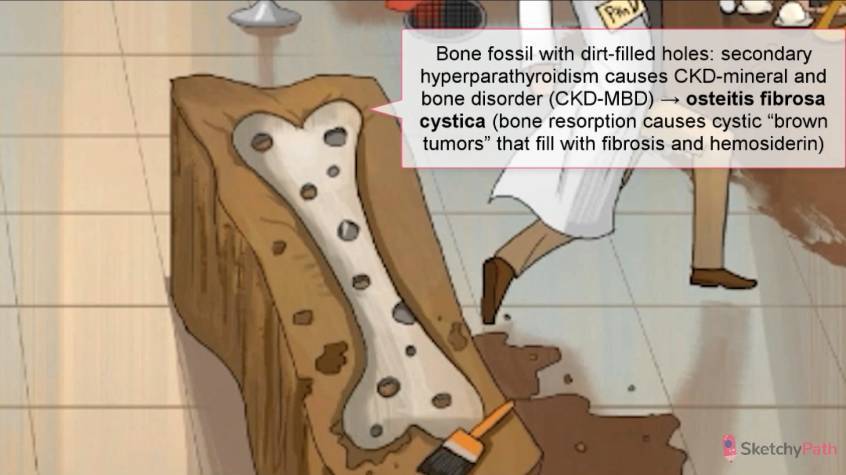 Bone fossil with dirt-filled holes: secondary
hyperparathyroidism causes CKD-mineral and
bone disorder (CKD-MBD) → osteitis fibrosa
cystica (bone resorption causes cystic “brown
tumors” that fill with fibrosis and hemosiderin)
SketchyPath